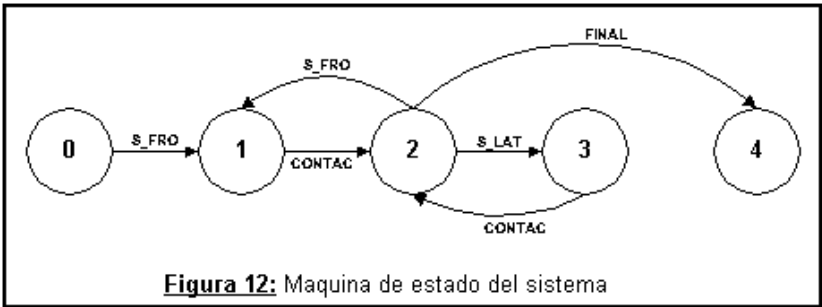 FINAL
S_FRO
0
S_FRO
1
CONTAC
2
S_LAT
3
4
CONTAC
Figura 12: Maquina de estado del sistema